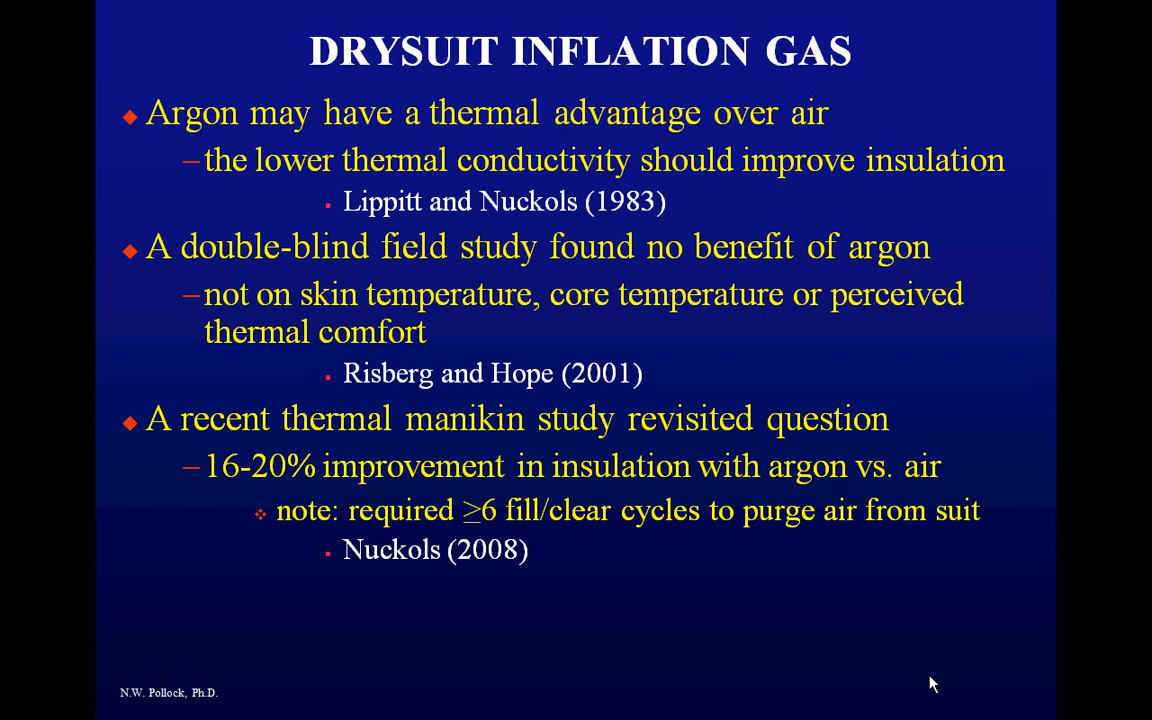 DRYSUIT INFLATION GAS
Argon may have a thermal advantage over air
–the lower thermal conductivity should improve insulation
Lippitt and Nuckols (1983)
A double-blind field study found no benefit of argon
–not on skin temperature, core temperature or perceived
thermal comfort
Risberg and Hope (2001)
A recent thermal manikin study revisited question
–16-20% improvement in insulation with argon vs. air
note: required ≥6 fill/clear cycles to purge air from suit
Nuckols (2008)
N.W. Pollock, Ph.D.